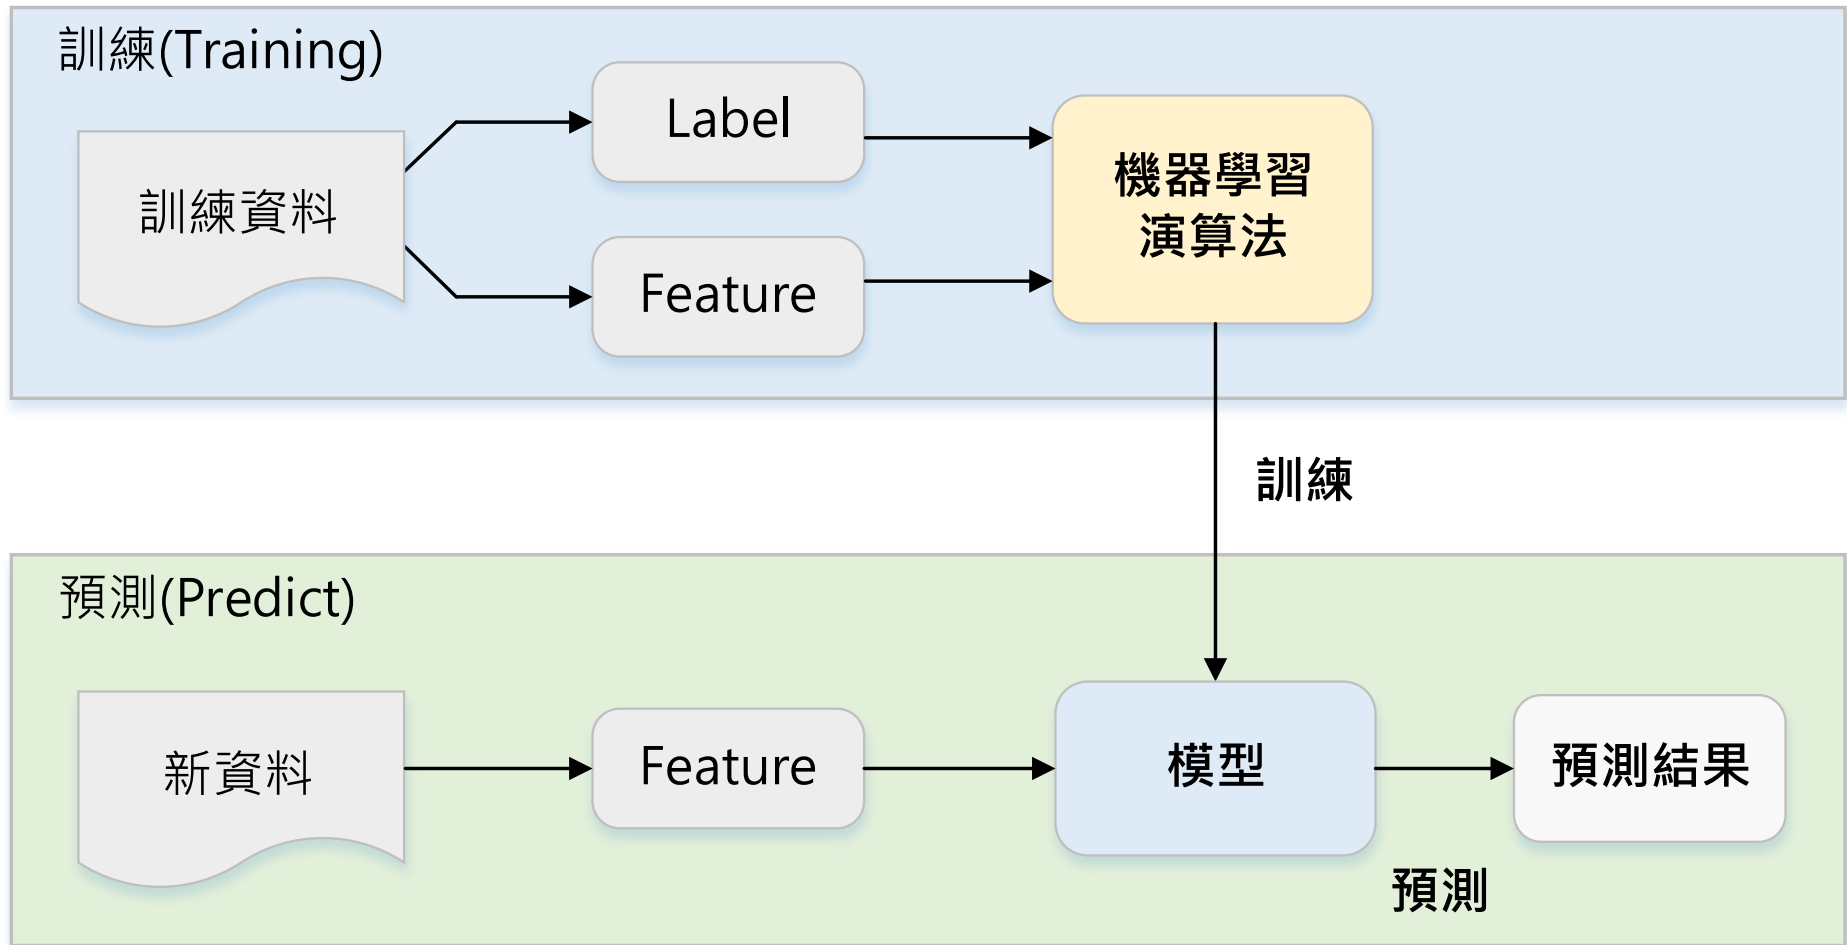 訓練(Training)
Label
訓練資料
機器學習
演算法
Feature
訓練
預測(Predict)
新資料
Feature
模型
預測結果
預測